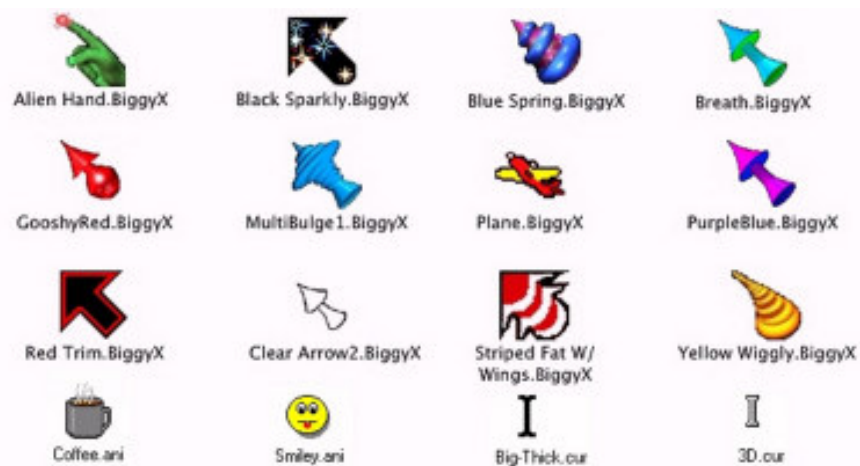 Alien Hand.BiggyX
Black Sparkly.BiggyX
Blue Spring.BiggyX
Breath.BiggyX
GooshyRed.BiggyX
MultiBulge1.BiggyX
Plane.BiggyX
PurpleBlue.BiggyX
Red Trim.BiggyX
Clear Arrow2.BiggyX
Striped Fat W/
Wings.BiggyX
Yellow Wiggly.BiggyX
Coffee.ani
Smiley.ani
Big-Thick.cur
3D.cur